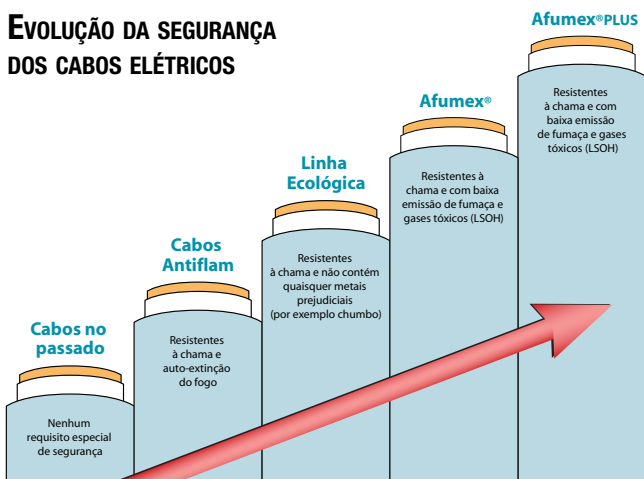 EVOLUÇÃO DA SEGURANÇA
DOS CABOS ELÉTRICOS
Cabos no
passado
Nenhum
requisito especial
de segurança
Cabos
Antiflam
Resistentes
à chama e
auto-extinção
do fogo
Linha
Ecológica
Resistentes
à chama e não contém
quaisquer metais
prejudiciais
(por exemplo chumbo)
Afumex®
Resistentes à
chama e com baixa
emissão de fumaça e
gases tóxicos (LSOH)
Afumex®PLUS
Resistentes
à chama e com
baixa emissão
de fumaça e gases
tóxicos (LSOH)